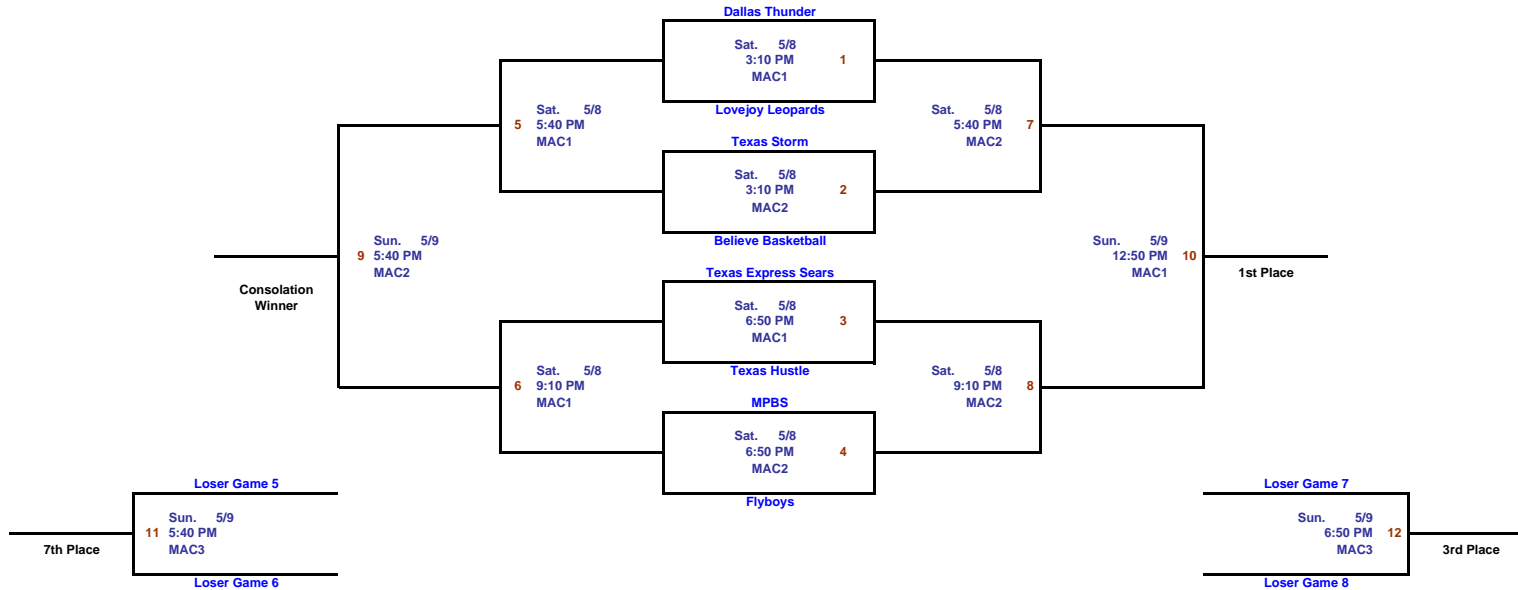 Dallas Thunder
Sat. 5/8
3:10 PM 1
MAC1
Lovejoy Leopards
Sat. 5/8
5 5:40 PM
MAC1
Sat. 5/8
5:40 PM 7
MAC2
Texas Storm
Sat. 5/8
3:10 PM 2
MAC2
Believe Basketball
Sun. 5/9
9 5:40 PM
MAC2
Consolation
Winner
Sun. 5/9
12:50 PM 10
MAC1
1st Place
Texas Express Sears
Sat. 5/8
6:50 PM 3
MAC1
Texas Hustle
Sat. 5/8
6 9:10 PM
MAC1
Sat. 5/8
9:10 PM 8
MAC2
MPBS
Sat. 5/8
6:50 PM 4
MAC2
Flyboys
Loser Game 5
Sun. 5/9
11 5:40 PM
MAC3
7th Place
Loser Game 6
Loser Game 7
Sun. 5/9
6:50 PM 12
MAC3
3rd Place
Loser Game 8